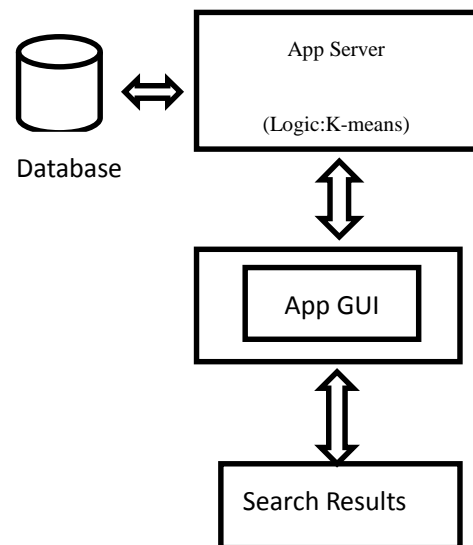 App Server
(Logic:K-means)
Database
App GUI
Search Results